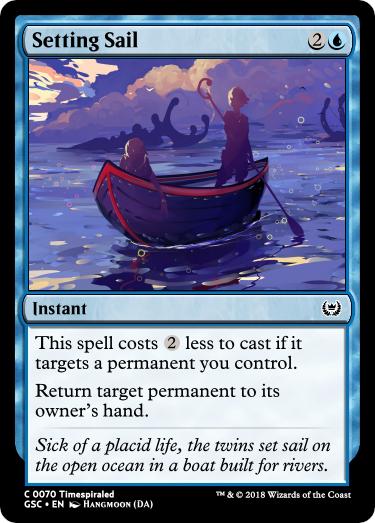 Setting Sail 2
Instant
This spell costs 2 less to cast if it
targets a permanent you control.
Return target permanent to its
owner's hand.
Sick of a placid life, the twins set sail on
the open ocean in a boat built for rivers.
C 0070 Timespiraled
GSC • EN HANGMOON (DA)
™ & © 2018 Wizards of the Coast